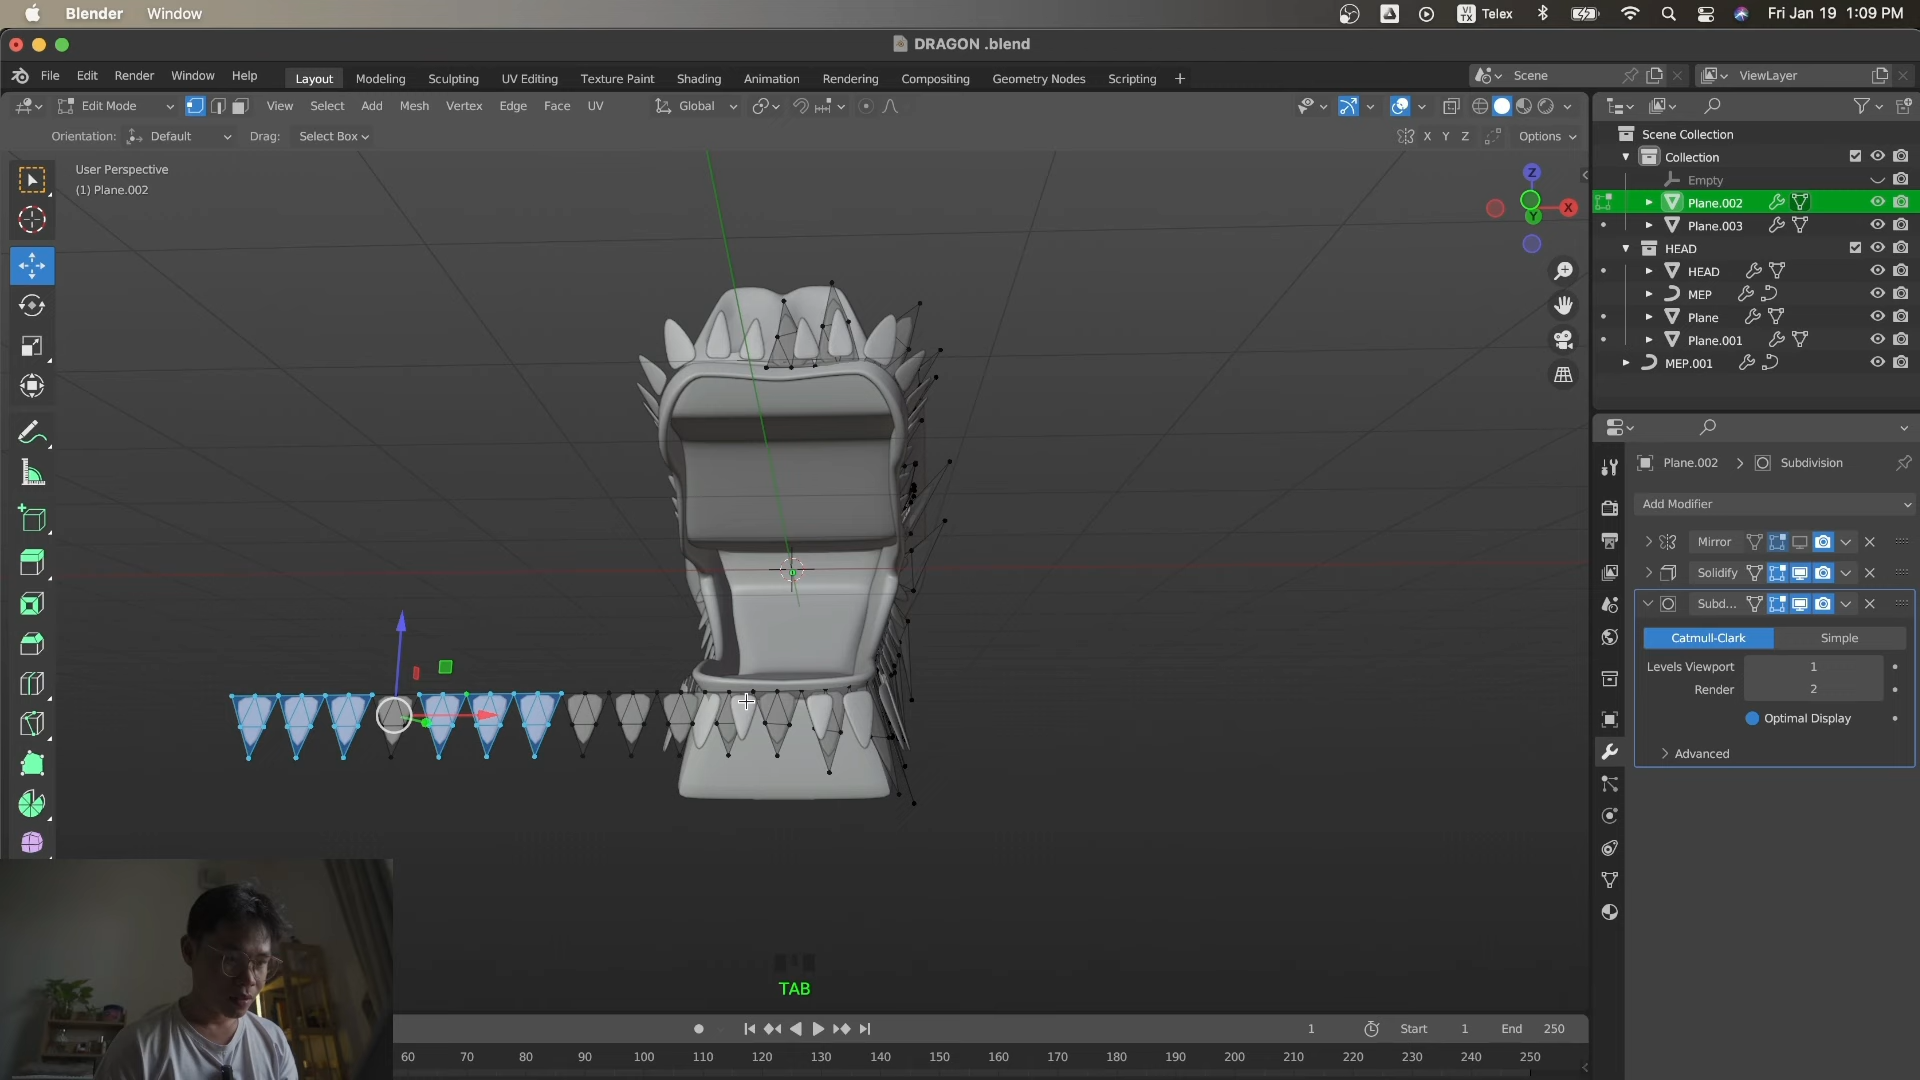 Blender Window
VI TX Telex Fri Jan 19 1:09 PM
DRAGON .blend
File Edit Render Window Help Layout Modeling Sculpting UV Editing Texture Paint Shading Animation Rendering Compositing Geometry Nodes Scripting + Scene ViewLayer
Edit Mode View Select Add Mesh Vertex Edge Face UV Global
Orientation: Default Drag: Select Box X Y Z Options
User Perspective
(1) Plane.002
Z
X
Y
Scene Collection
Collection
Empty
Plane.002
Plane.003
HEAD
HEAD
MEP
Plane
Plane.001
MEP.001
Plane.002 > Subdivision
Add Modifier
Mirror
Solidify
Subd...
Catmull-Clark Simple
Levels Viewport 1
Render 2
Optimal Display
Advanced
TAB
1 Start 1 End 250
60 70 80 90 100 110 120 130 140 150 160 170 180 190 200 210 220 230 240 250